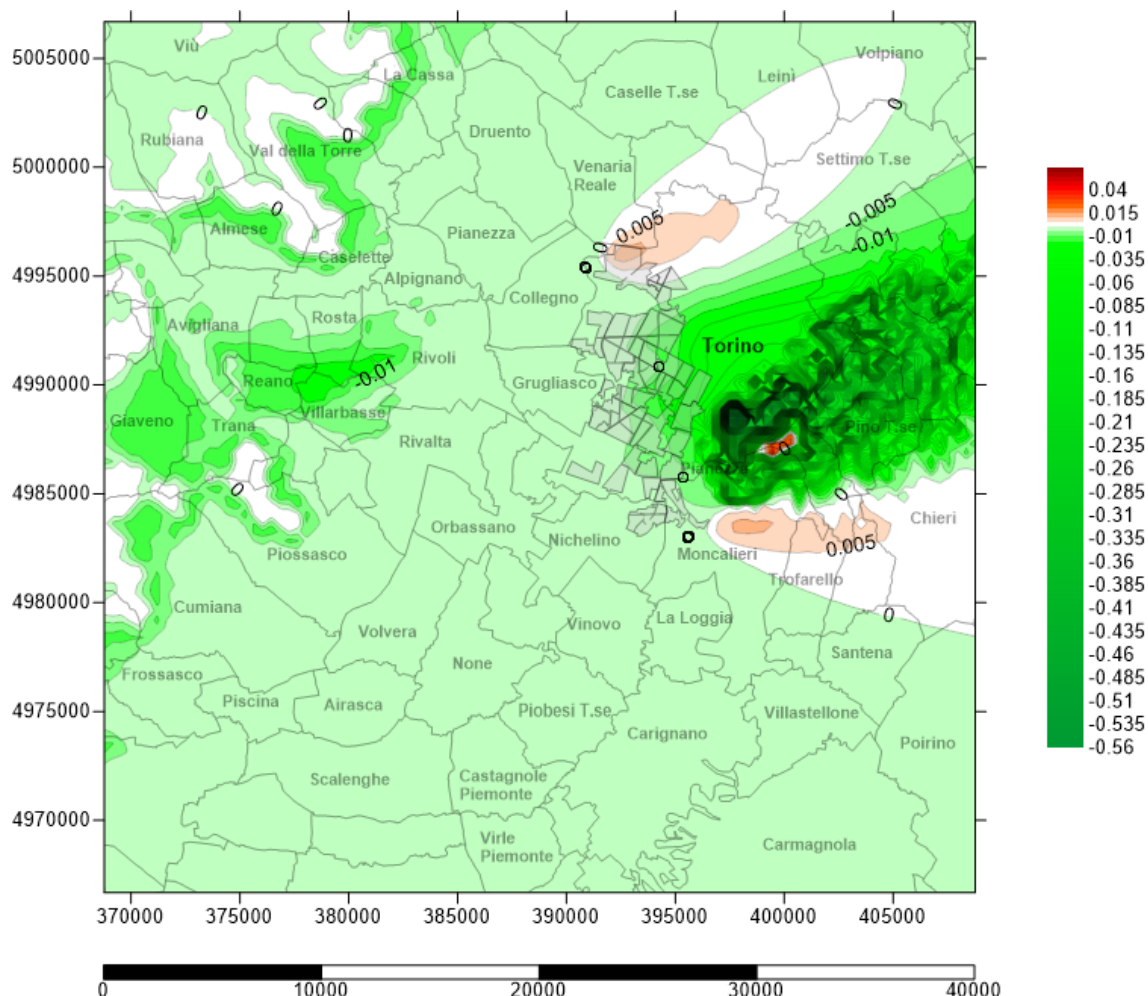 5005000
5000000
4995000
4990000
4985000
4980000
4975000
4970000
Viù
La Cassa
Caselle T.se
Leinì
Volpiano
Rubiana
Val della Torre
Druento
Venaria
Reale
Settimo T.se
Almese
Caselette
Pianezza
Alpignano
Collegno
Avigliana
Rosta
Rivoli
Torino
Reano
Villarbasse
Grugliasco
Giaveno
Trana
Rivalta
Pino T.se
Pianezza
Orbassano
Nichelino
Moncalieri
Chieri
Piossasco
Trofarello
Cumiana
Volvera
Vinovo
La Loggia
None
Santena
Frossasco
Piscina
Airasca
Piobesi T.se
Villastellone
Carignano
Poirino
Scalenghe
Castagnole
Piemonte
Virle
Piemonte
Carmagnola
0
0
0
0
0
0
0
0.005
-0.005
-0.01
-0.01
0
0
0.005
0
370000 375000 380000 385000 390000 395000 400000 405000
0 10000 20000 30000 40000
0.04
0.015
-0.01
-0.035
-0.06
-0.085
-0.11
-0.135
-0.16
-0.185
-0.21
-0.235
-0.26
-0.285
-0.31
-0.335
-0.36
-0.385
-0.41
-0.435
-0.46
-0.485
-0.51
-0.535
-0.56